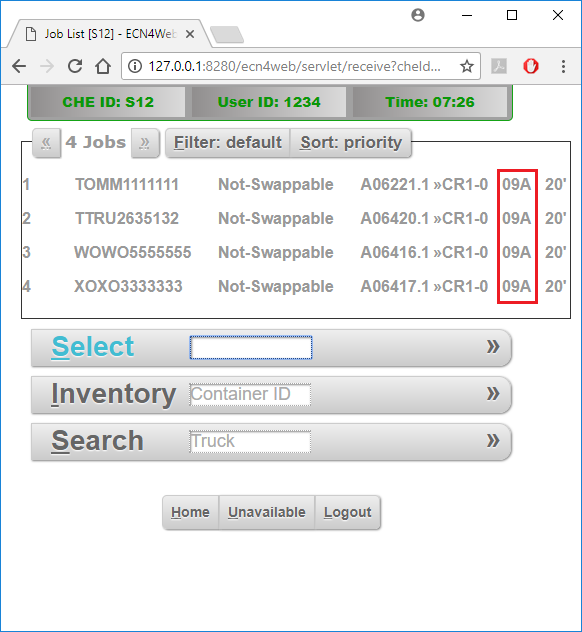 Job List [S12] - ECN4Web
127.0.0.1:8280/ecn4web/servlet/receive?cheId...
CHE ID: S12 User ID: 1234 Time: 07:26
« 4 Jobs » Filter: default Sort: priority
1 TOMM1111111 Not-Swappable A06221.1 »CR1-0 09A 20'
2 TTRU2635132 Not-Swappable A06420.1 »CR1-0 09A 20'
3 WOWO5555555 Not-Swappable A06416.1 »CR1-0 09A 20'
4 XOXO3333333 Not-Swappable A06417.1 »CR1-0 09A 20'
Select »
Inventory Container ID »
Search Truck »
Home Unavailable Logout